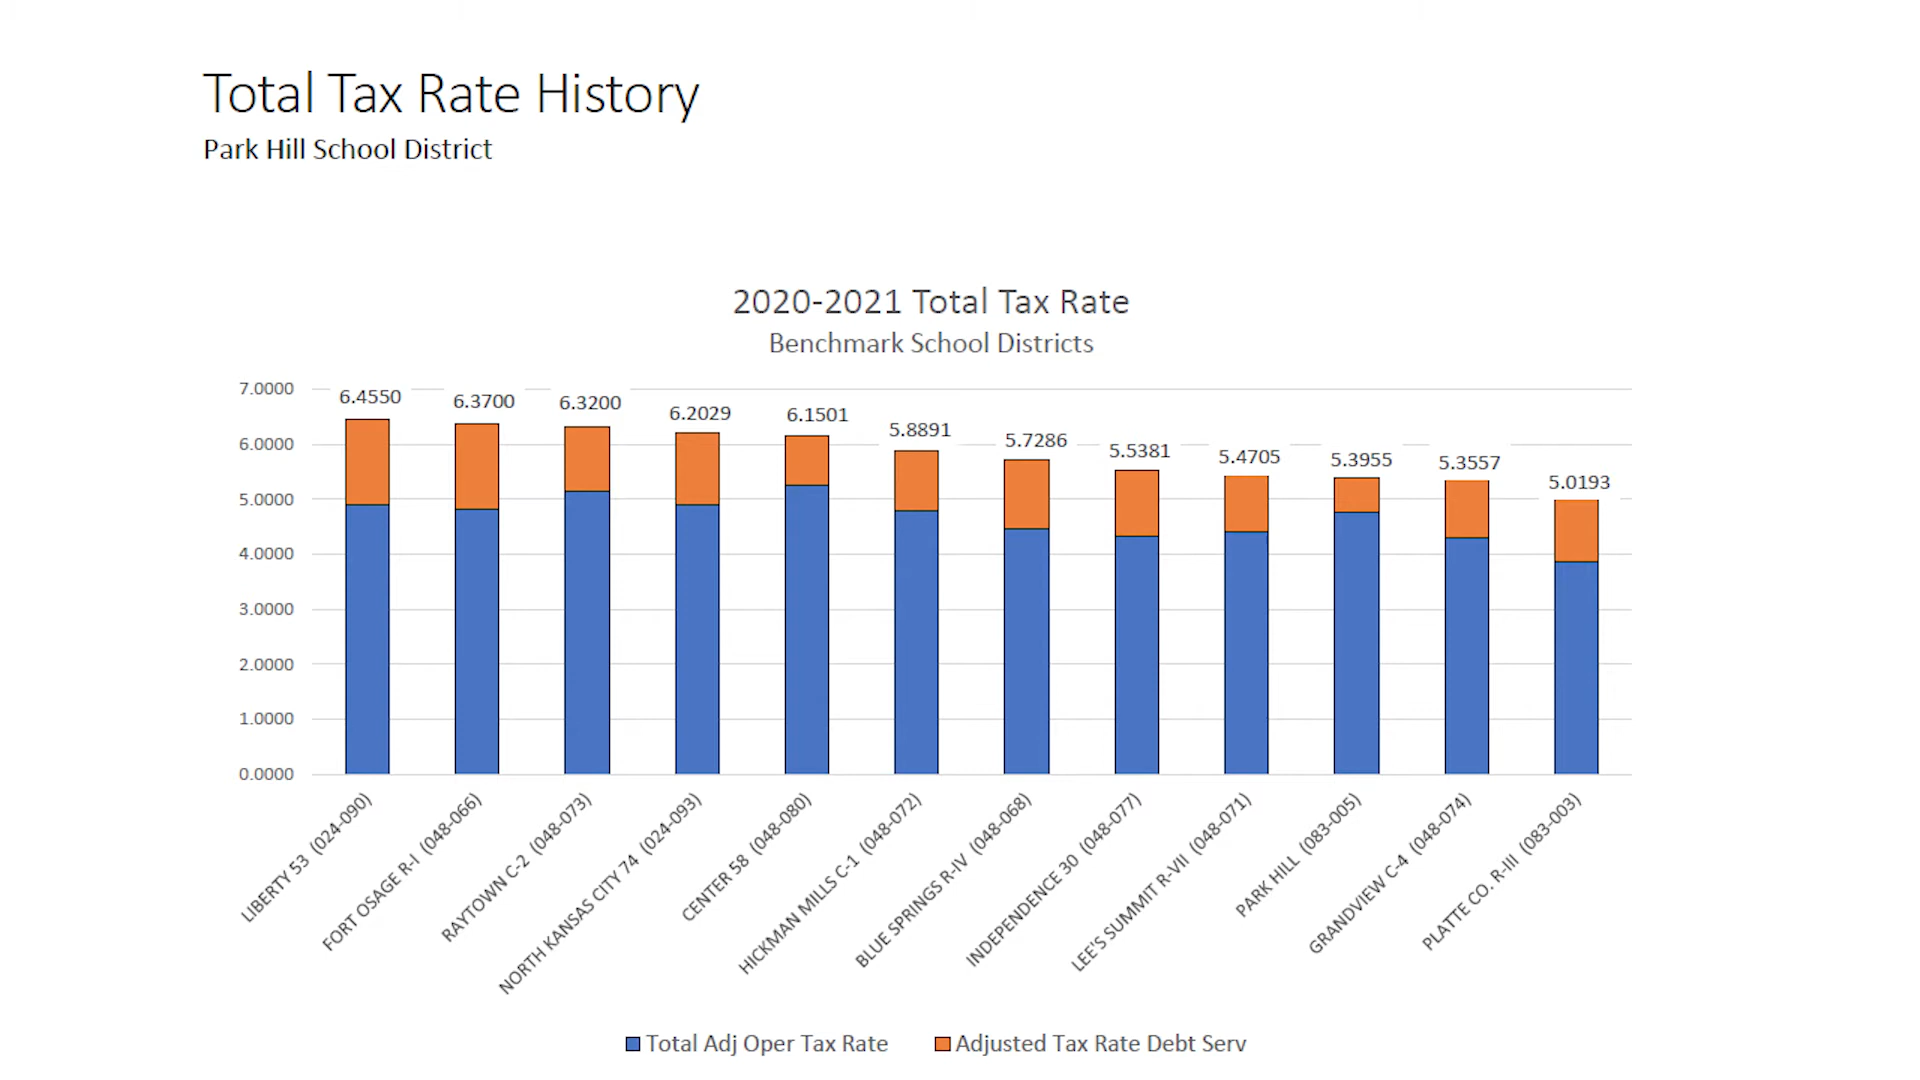 Total Tax Rate History
Park Hill School District
2020-2021 Total Tax Rate
Benchmark School Districts
7.0000
6.0000
5.0000
4.0000
3.0000
2.0000
1.0000
0.0000
6.4550
6.3700
6.3200
6.2029
6.1501
5.8891
5.7286
5.5381
5.4705
5.3955
5.3557
5.0193
LIBERTY 53 (024-090)
FORT OSAGE R-I (048-066)
RAYTOWN C-2 (048-073)
NORTH KANSAS CITY 74 (024-093)
CENTER 58 (048-080)
HICKMAN MILLS C-1 (048-072)
BLUE SPRINGS R-IV (048-068)
INDEPENDENCE 30 (048-077)
LEE'S SUMMIT R-VII (048-071)
PARK HILL (083-005)
GRANDVIEW C-4 (048-074)
PLATTE CO. R-III (083-003)
Total Adj Oper Tax Rate
Adjusted Tax Rate Debt Serv